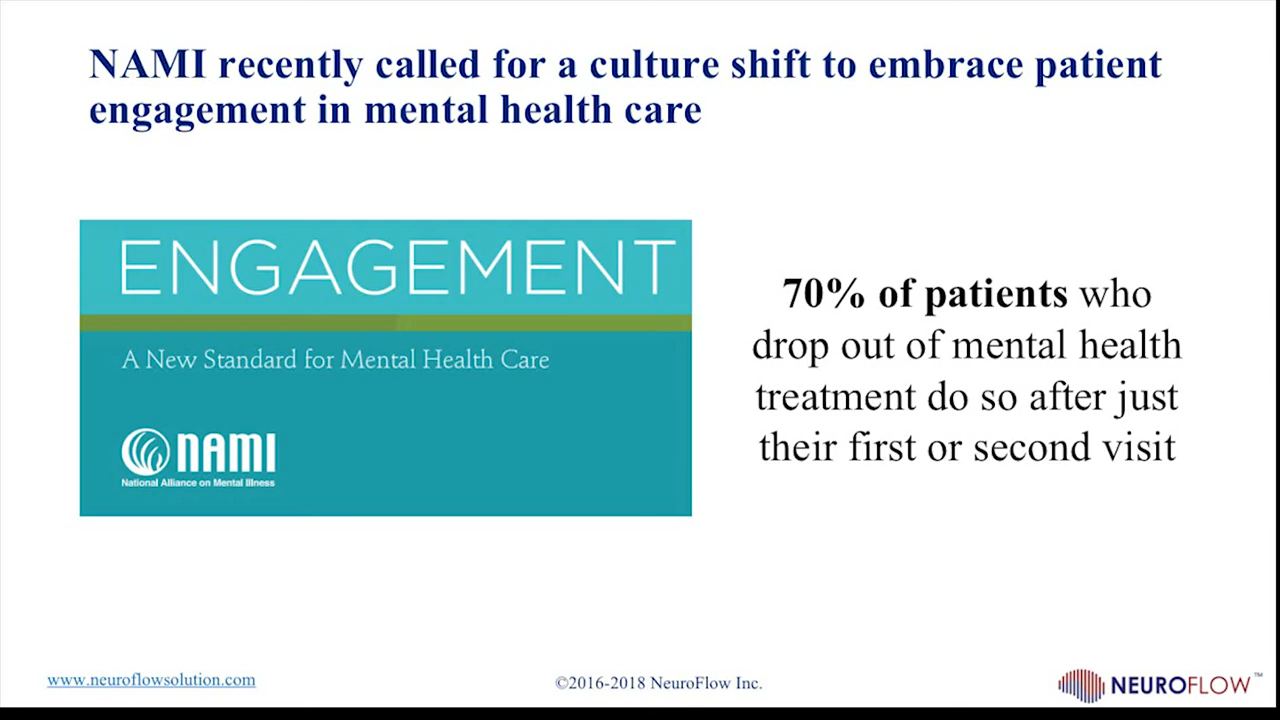 NAMI recently called for a culture shift to embrace patient
engagement in mental health care
ENGAGEMENT
A New Standard for Mental Health Care
nami
National Alliance on Mental Illness
70% of patients who
drop out of mental health
treatment do so after just
their first or second visit
www.neuroflowsolution.com
©2016-2018 NeuroFlow Inc.
NEUROFLOW™